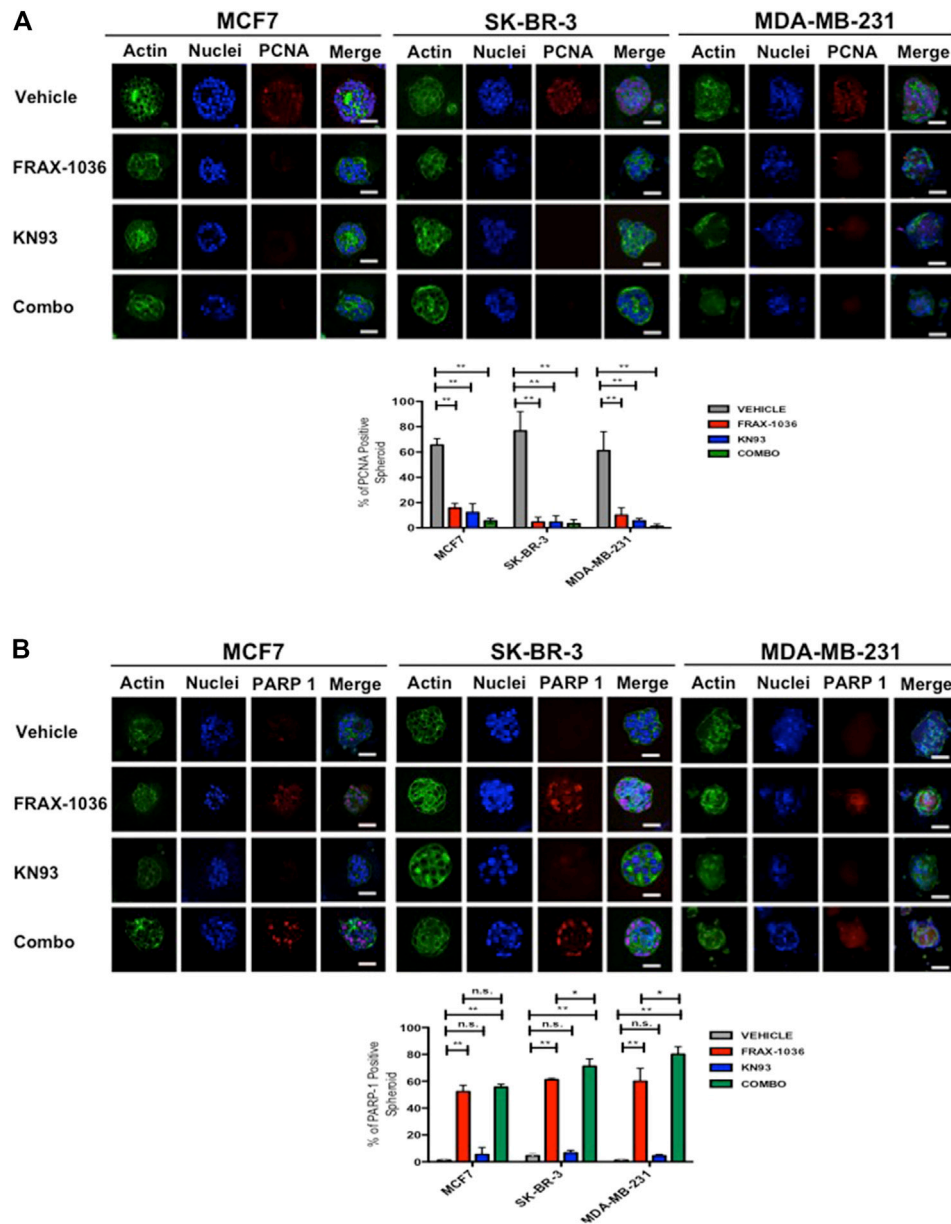 A
MCF7 SK-BR-3 MDA-MB-231
Actin Nuclei PCNA Merge Actin Nuclei PCNA Merge Actin Nuclei PCNA Merge
Vehicle
FRAX-1036
KN93
Combo
** ** **
** ** **
** ** **
% of PCNA Positive
Spheroid
100
80
60
40
20
0
MCF7 SK-BR-3 MDA-MB-231
VEHICLE
FRAX-1036
KN93
COMBO
B
MCF7 SK-BR-3 MDA-MB-231
Actin Nuclei PARP 1 Merge Actin Nuclei PARP 1 Merge Actin Nuclei PARP 1 Merge
Vehicle
FRAX-1036
KN93
Combo
n.s. * *
** ** **
n.s. n.s. n.s.
** ** **
% of PARP-1 Positive
Spheroid
100
80
60
40
20
0
MCF7 SK-BR-3 MDA-MB-231
VEHICLE
FRAX-1036
KN93
COMBO